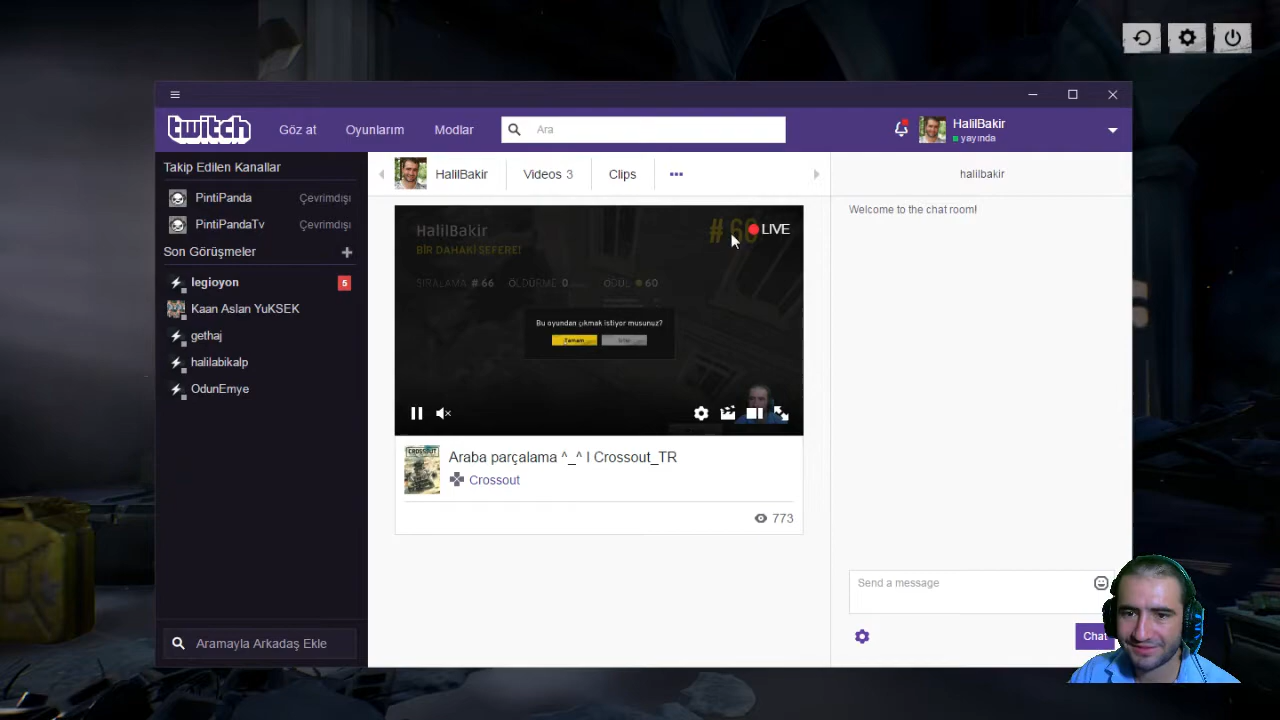 twitch
Göz at
Oyunlarım
Modlar
Ara
HalilBakir
yayında
Takip Edilen Kanallar
PintiPanda Çevrimdışı
PintiPandaTv Çevrimdışı
Son Görüşmeler
legioyon 5
Kaan Aslan YuKSEK
gethaj
halilabikalp
OdunEmye
Aramayla Arkadaş Ekle
HalilBakir
Videos 3
Clips
HalilBakir
BİR DAHAKİ SEFERE!
LIVE
SIRALAMA #66 ÖLDÜRME 0 ÖDÜL 60
Bu oyundan çıkmak istiyor musunuz?
Tamam
CROSSOUT
Araba parçalama ^_^ I Crossout_TR
Crossout
773
halilbakir
Welcome to the chat room!
Send a message
Chat